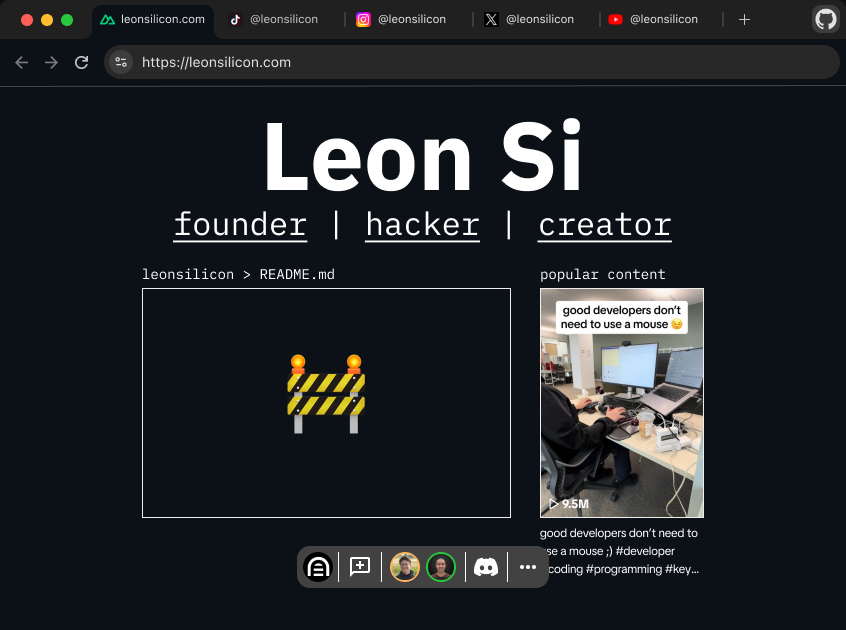 leonsilicon.com
@leonsilicon
@leonsilicon
@leonsilicon
@leonsilicon
https://leonsilicon.com
Leon Si
founder | hacker | creator
leonsilicon > README.md
popular content
good developers don't
need to use a mouse 😉
9.5M
good developers don't need to
se a mouse ;) #developer
coding #programming #key...